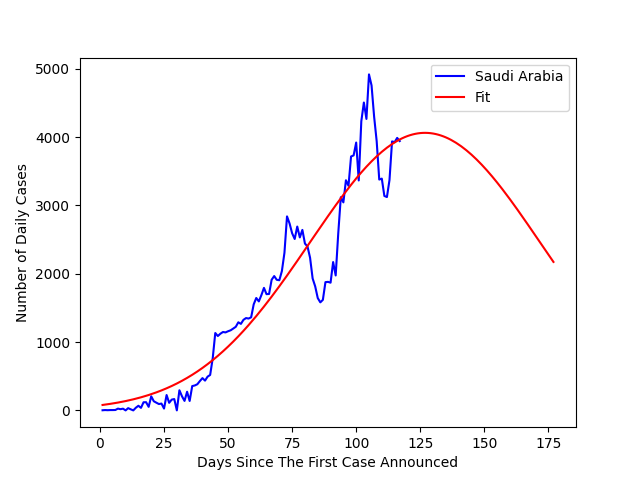 Saudi Arabia
Fit
5000
4000
3000
2000
1000
0
Number of Daily Cases
0 25 50 75 100 125 150 175
Days Since The First Case Announced